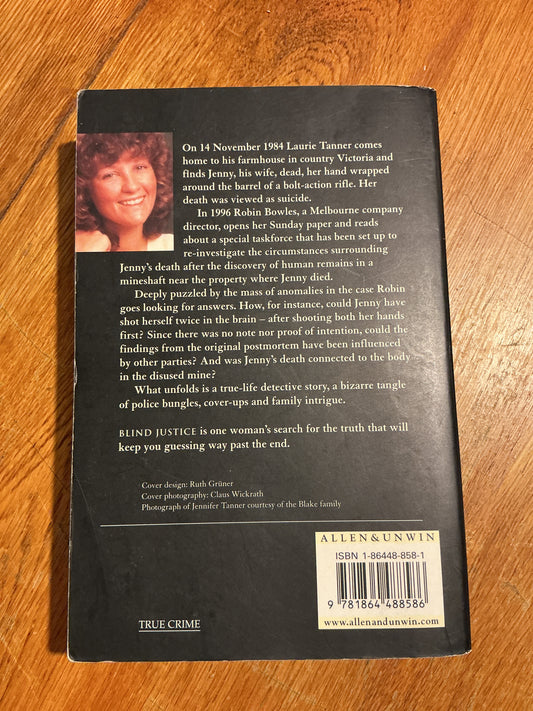 On 14 November 1984 Laurie Tanner comes
home to his farmhouse in country Victoria and
finds Jenny, his wife, dead, her hand wrapped
around the barrel of a bolt-action rifle. Her
death was viewed as suicide.
In 1996 Robin Bowles, a Melbourne company
director, opens her Sunday paper and reads
about a special taskforce that has been set up to
re-investigate the circumstances surrounding
Jenny's death after the discovery of human remains in a
mineshaft near the property where Jenny died.
Deeply puzzled by the mass of anomalies in the case Robin
goes looking for answers. How, for instance, could Jenny have
shot herself twice in the brain – after shooting both her hands
first? Since there was no note nor proof of intention, could the
findings from the original postmortem have been influenced
by other parties? And was Jenny's death connected to the body
in the disused mine?
What unfolds is a true-life detective story, a bizarre tangle
of police bungles, cover-ups and family intrigue.
BLIND JUSTICE is one woman's search for the truth that will
keep you guessing way past the end.
Cover design: Ruth Grüner
Cover photography: Claus Wickrath
Photograph of Jennifer Tanner courtesy of the Blake family
ALLEN & UNWIN
ISBN 1-86448-858-1
9 781864 488586
www.allenandunwin.com
TRUE CRIME